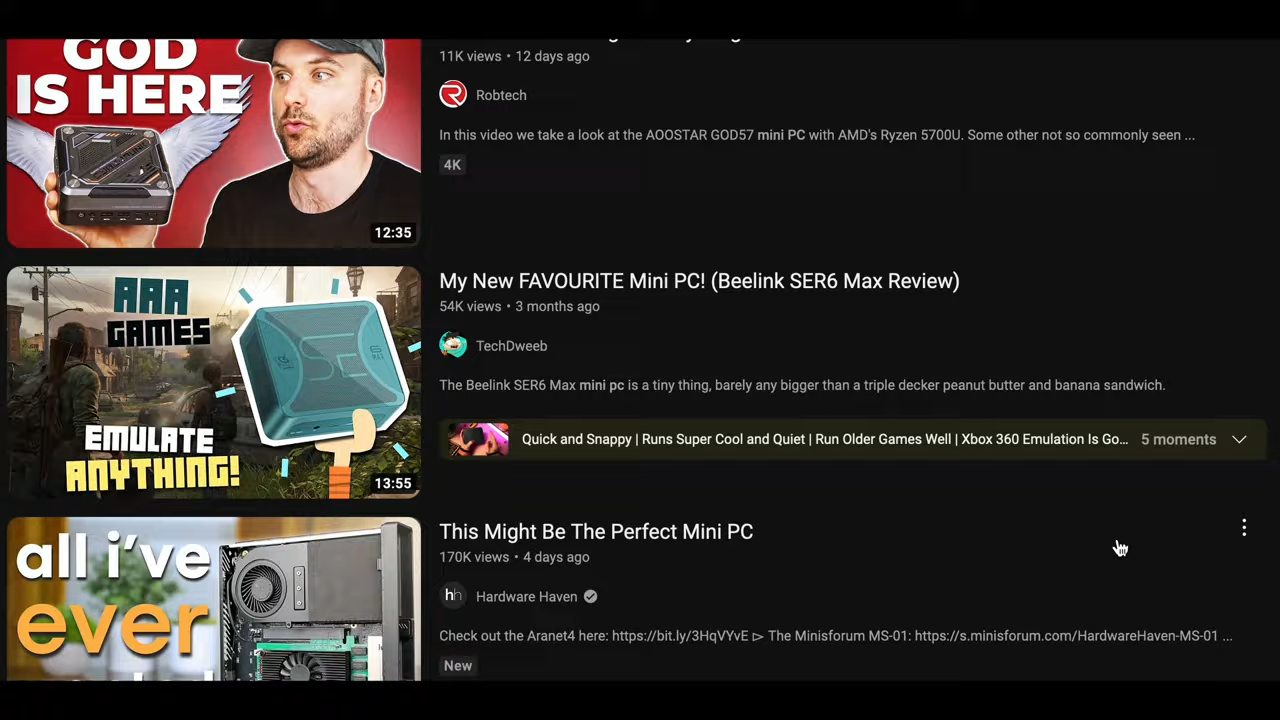 GOD
IS HERE
12:35
11K views • 12 days ago
Robtech
In this video we take a look at the AOOSTAR GOD57 mini PC with AMD's Ryzen 5700U. Some other not so commonly seen ...
4K
AAA
GAMES
EMULATE
ANYTHING!
13:55
My New FAVOURITE Mini PC! (Beelink SER6 Max Review)
54K views • 3 months ago
TechDweeb
The Beelink SER6 Max mini pc is a tiny thing, barely any bigger than a triple decker peanut butter and banana sandwich.
Quick and Snappy | Runs Super Cool and Quiet | Run Older Games Well | Xbox 360 Emulation Is Go...
5 moments
all i've
ever
This Might Be The Perfect Mini PC
170K views • 4 days ago
hh
Hardware Haven
Check out the Aranet4 here: https://bit.ly/3HqVYvE ▻ The Minisforum MS-01: https://s.minisforum.com/HardwareHaven-MS-01 ...
New